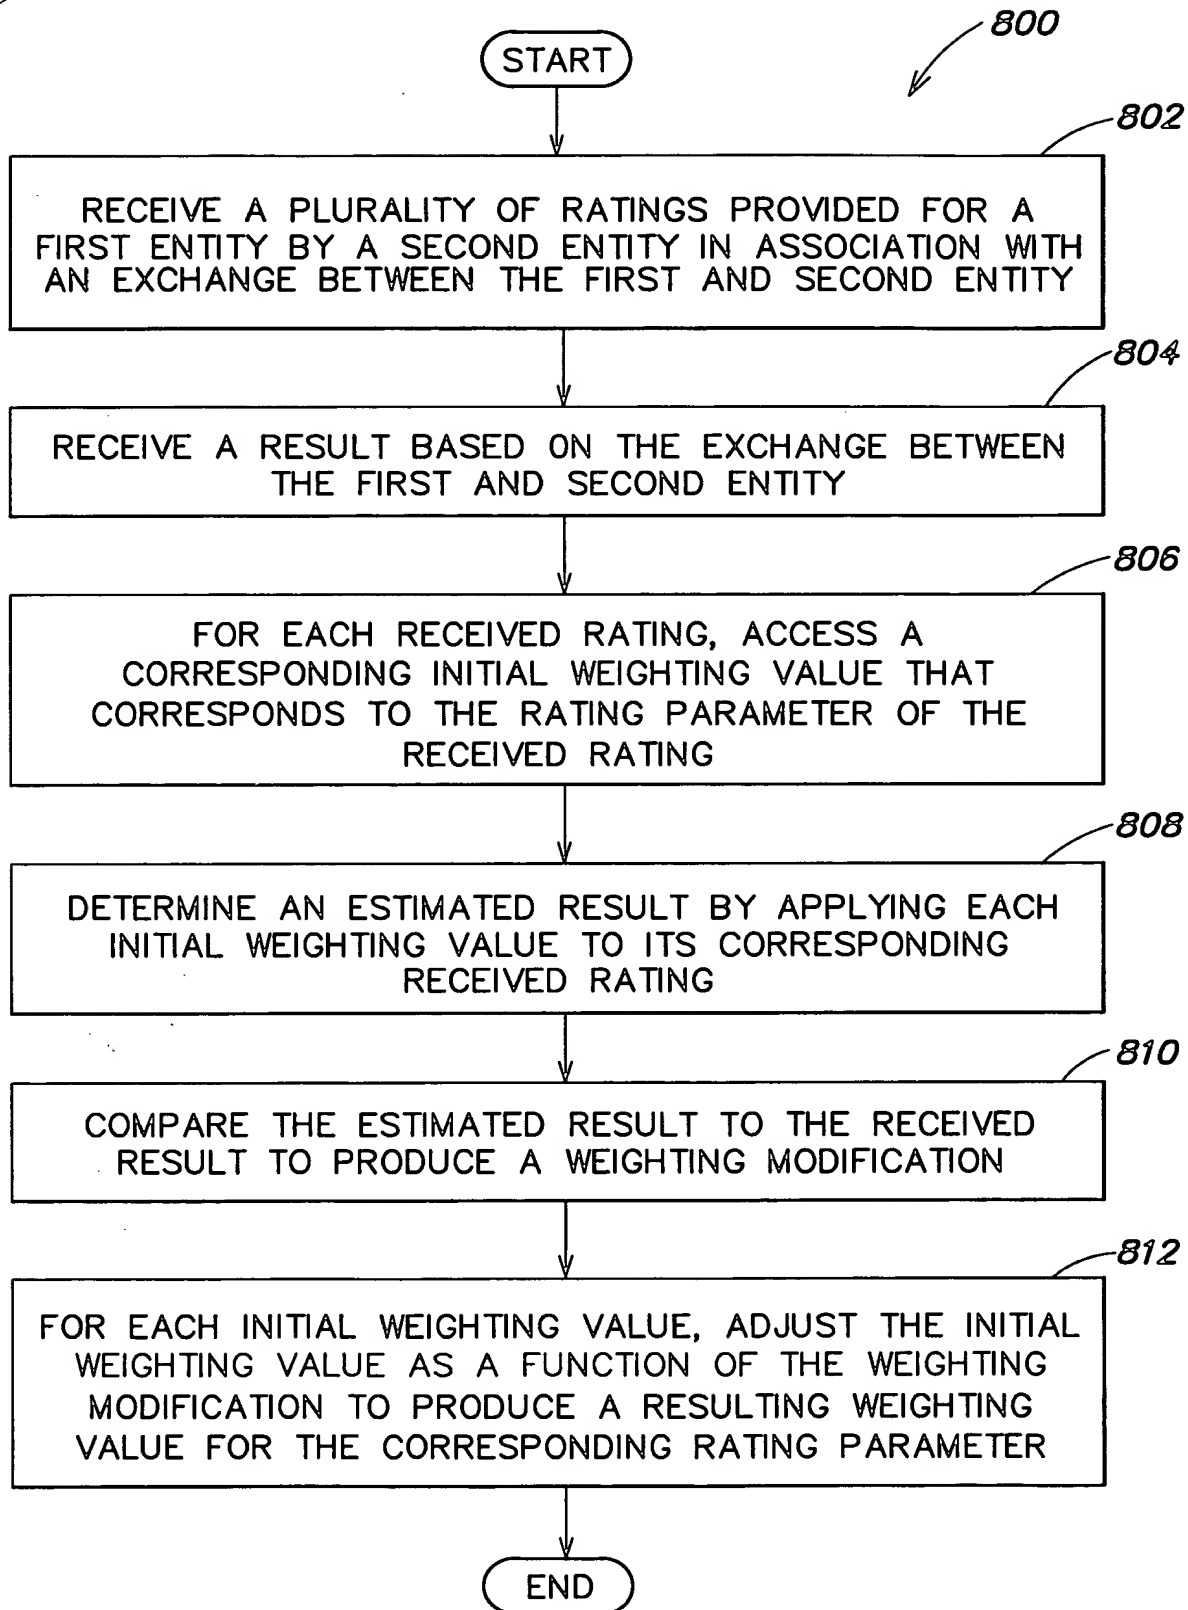 800
START
802
RECEIVE A PLURALITY OF RATINGS PROVIDED FOR A
FIRST ENTITY BY A SECOND ENTITY IN ASSOCIATION WITH
AN EXCHANGE BETWEEN THE FIRST AND SECOND ENTITY
804
RECEIVE A RESULT BASED ON THE EXCHANGE BETWEEN
THE FIRST AND SECOND ENTITY
806
FOR EACH RECEIVED RATING, ACCESS A
CORRESPONDING INITIAL WEIGHTING VALUE THAT
CORRESPONDS TO THE RATING PARAMETER OF THE
RECEIVED RATING
808
DETERMINE AN ESTIMATED RESULT BY APPLYING EACH
INITIAL WEIGHTING VALUE TO ITS CORRESPONDING
RECEIVED RATING
810
COMPARE THE ESTIMATED RESULT TO THE RECEIVED
RESULT TO PRODUCE A WEIGHTING MODIFICATION
812
FOR EACH INITIAL WEIGHTING VALUE, ADJUST THE INITIAL
WEIGHTING VALUE AS A FUNCTION OF THE WEIGHTING
MODIFICATION TO PRODUCE A RESULTING WEIGHTING
VALUE FOR THE CORRESPONDING RATING PARAMETER
END